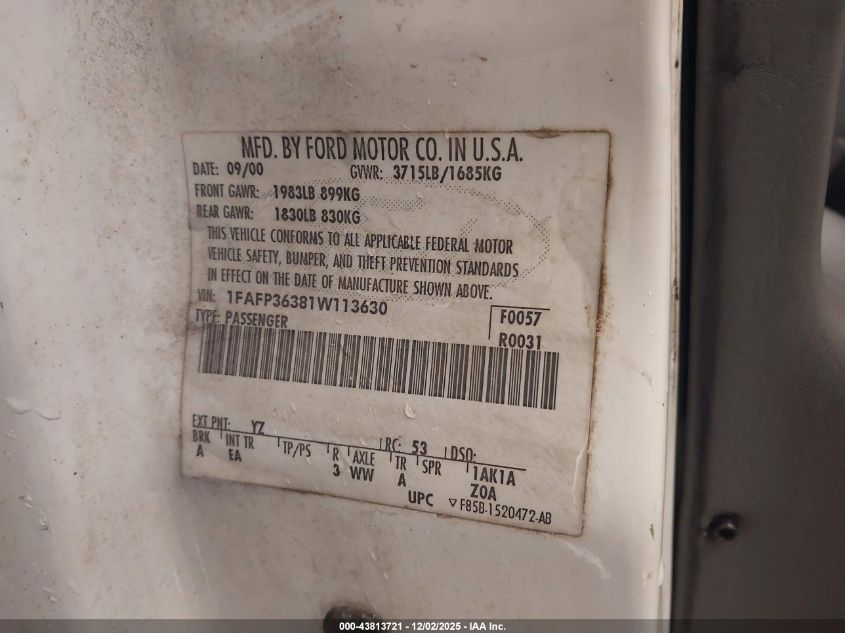 MFD. BY FORD MOTOR CO. IN U.S.A.
DATE: 09/00 GVWR: 3715LB/1685KG
FRONT GAWR: 1983LB 899KG
REAR GAWR: 1830LB 830KG
THIS VEHICLE CONFORMS TO ALL APPLICABLE FEDERAL MOTOR
VEHICLE SAFETY, BUMPER, AND THEFT PREVENTION STANDARDS
IN EFFECT ON THE DATE OF MANUFACTURE SHOWN ABOVE.
VIN: 1FAFP36381W113630 F0057
TYPE: PASSENGER R0031
EXT PNT: YZ RC: 53 DSO:
BRK INT TR TP/PS R AXLE TR SPR 1AK1A
A EA 3 WW A Z0A
UPC ▽F85B-1520472-AB
000-43813721 - 12/02/2025 - IAA Inc.